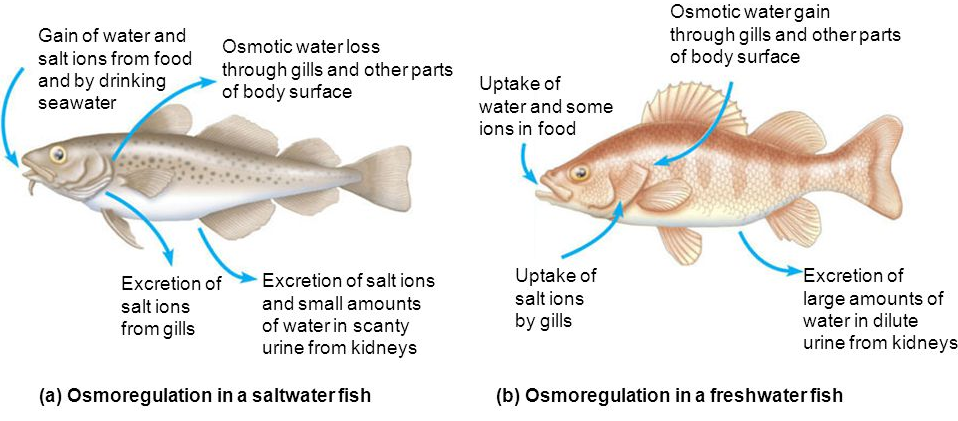 Gain of water and
salt ions from food
and by drinking
seawater
Osmotic water loss
through gills and other parts
of body surface
Excretion of
salt ions
from gills
Excretion of salt ions
and small amounts
of water in scanty
urine from kidneys
(a) Osmoregulation in a saltwater fish
Osmotic water gain
through gills and other parts
of body surface
Uptake of
water and some
ions in food
Uptake of
salt ions
by gills
Excretion of
large amounts of
water in dilute
urine from kidneys
(b) Osmoregulation in a freshwater fish